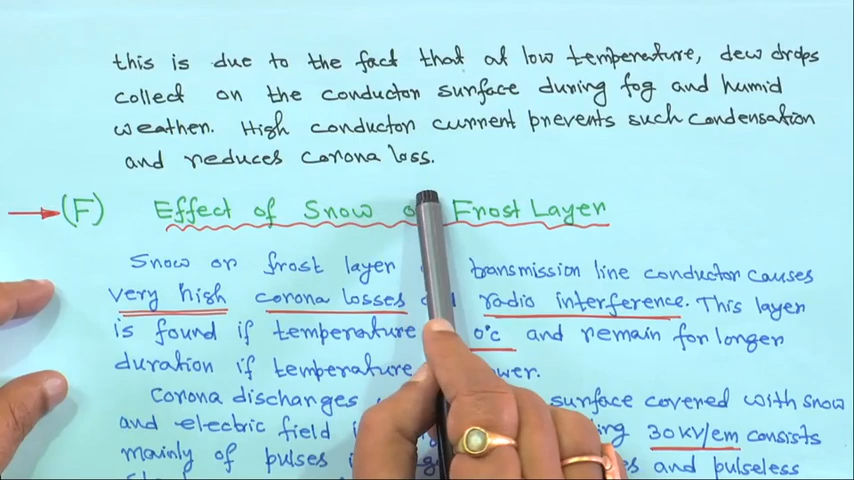 this is due to the fact that at low temperature, dew drops
collect on the conductor surface during fog and humid
weather. High conductor current prevents such condensation
and reduces corona loss.
(F) Effect of Snow Frost Layer
Snow or frost layer transmission line conductor causes
very high corona losses radio interference. This layer
is found if temperature 0°C and remain for longer
duration if temperature
Corona discharges surface covered with snow
and electric field 30 KV/cm consists
mainly of pulses and pulseless